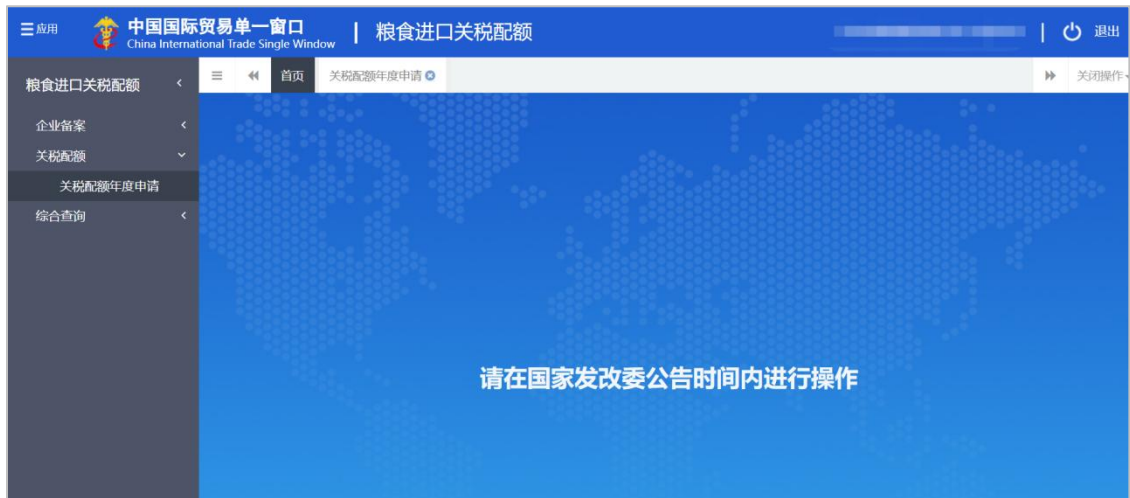 应用
中国国际贸易单一窗口
China International Trade Single Window
粮食进口关税配额
退出
粮食进口关税配额
首页
关税配额年度申请
关闭操作
企业备案
关税配额
关税配额年度申请
综合查询
请在国家发改委公告时间内进行操作